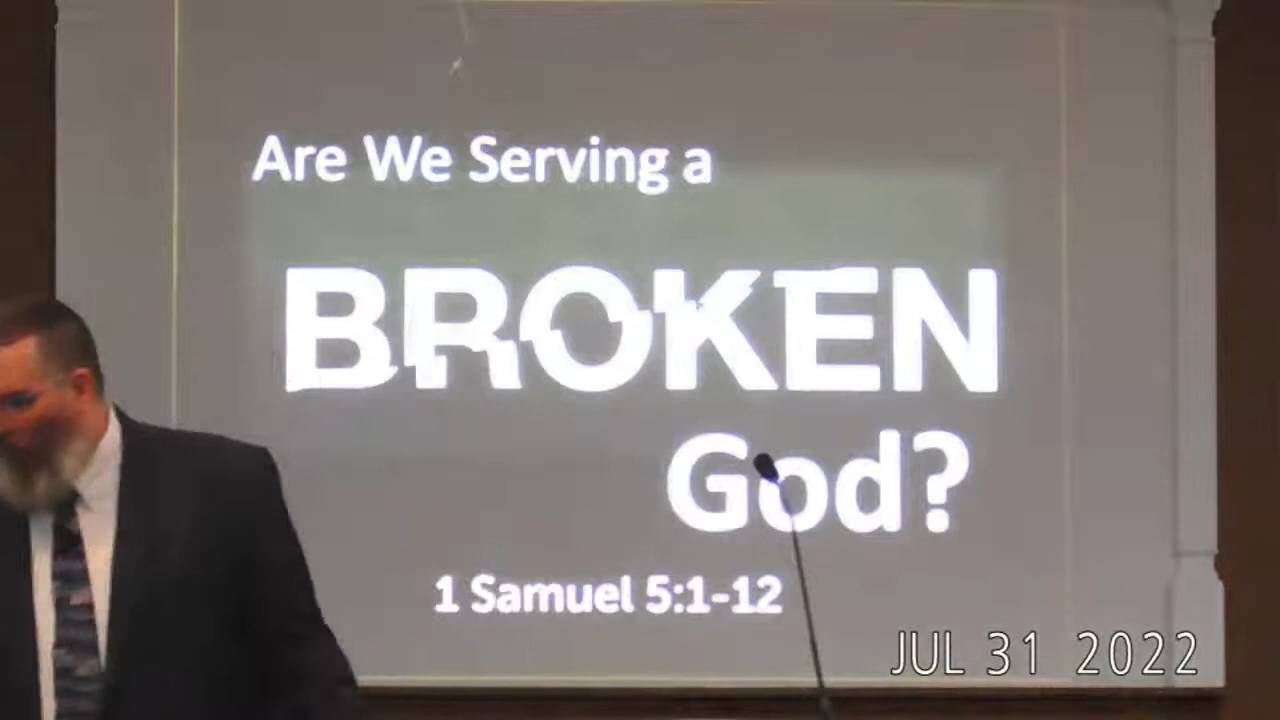 Are We Serving a
BROKEN
God?
1 Samuel 5:1-12
JUL 31 2022